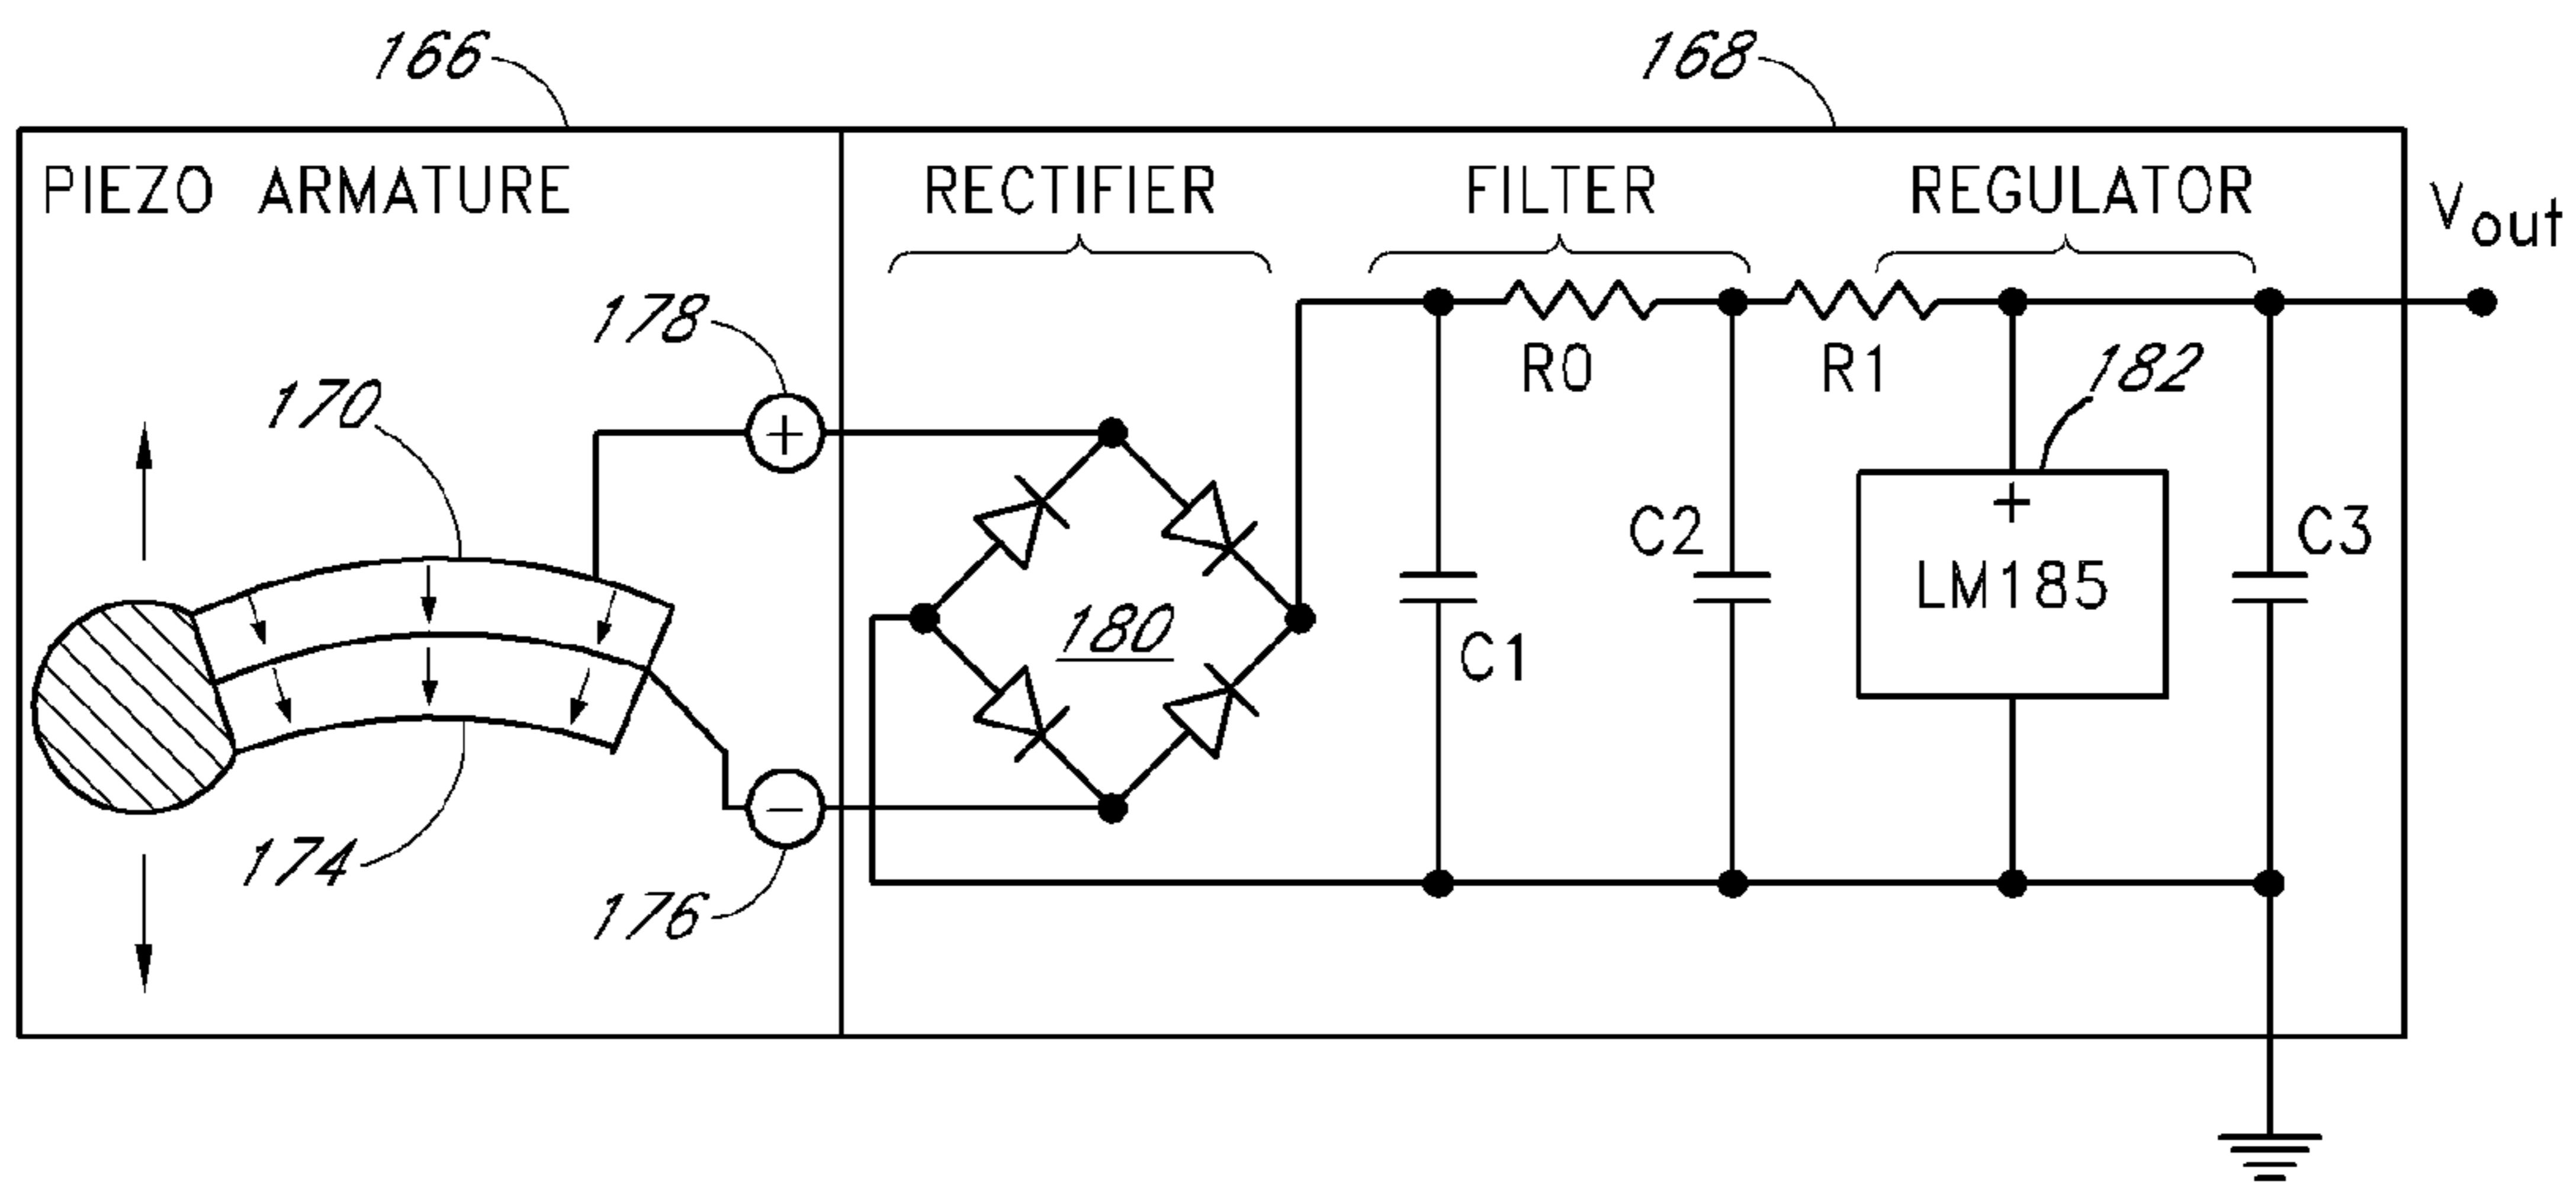 166
168
PIEZO ARMATURE
RECTIFIER
FILTER
REGULATOR
Vout
178
170
R0
R1
182
+
+
C2
C3
LM185
180
C1
174
−
176